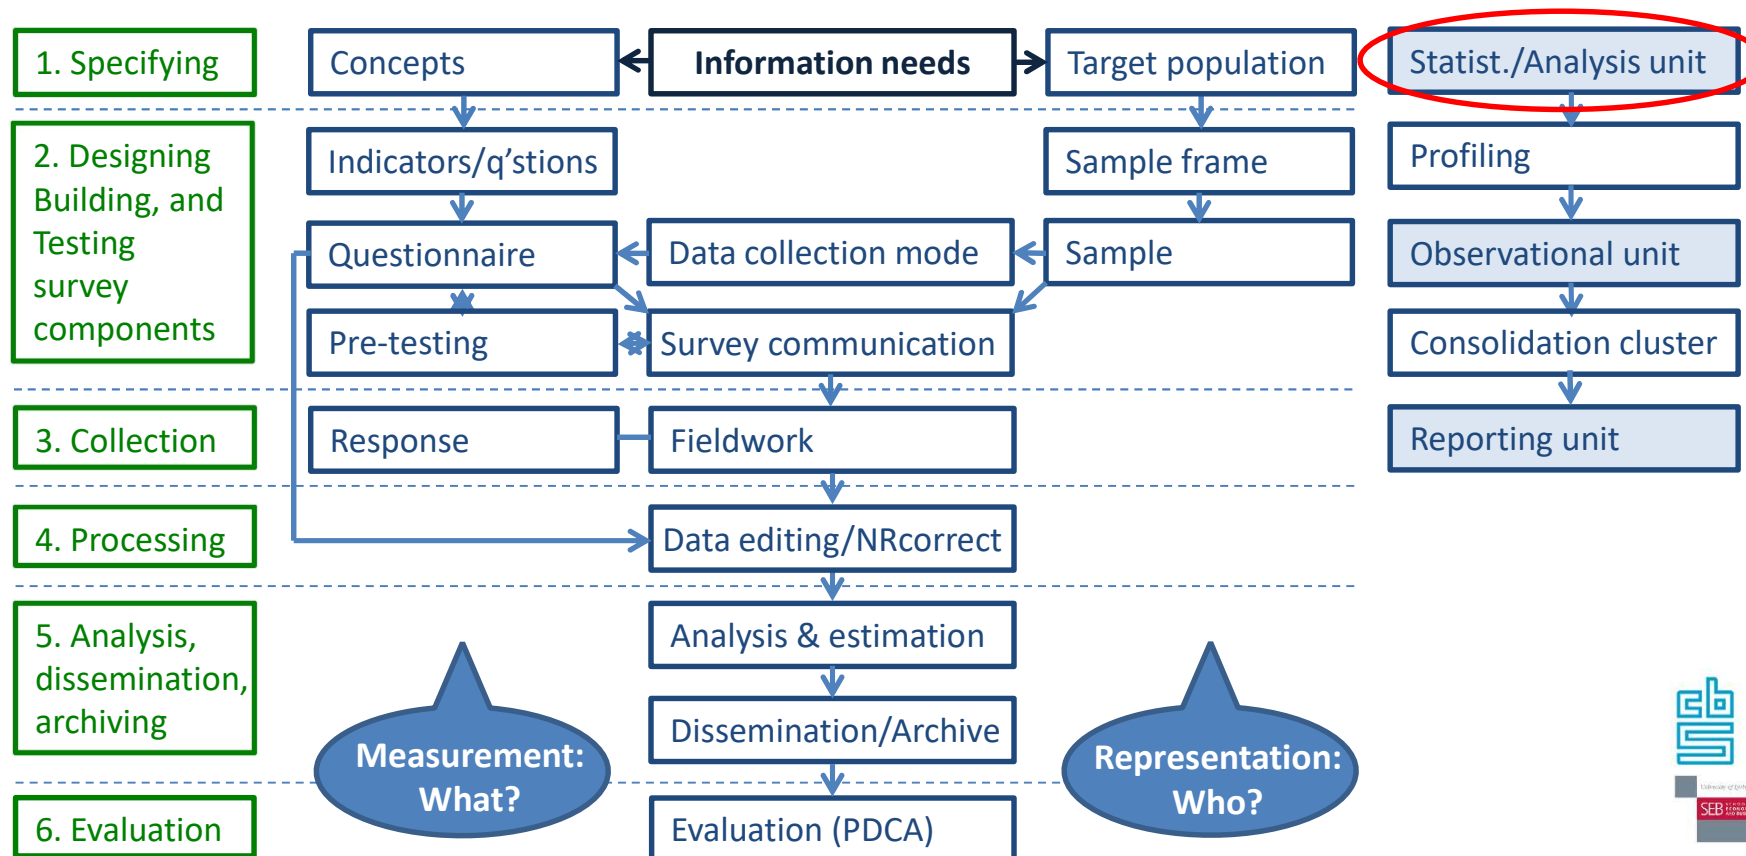 1. Specifying
Concepts
Information needs
Target population
Statist./Analysis unit
2. Designing
Building, and
Testing
survey
components
Indicators/q'stions
Sample frame
Profiling
Questionnaire
Data collection mode
Sample
Observational unit
Pre-testing
Survey communication
Consolidation cluster
3. Collection
Response
Fieldwork
Reporting unit
4. Processing
Data editing/NRcorrect
5. Analysis,
dissemination,
archiving
Analysis & estimation
Dissemination/Archive
Measurement:
What?
Representation:
Who?
6. Evaluation
Evaluation (PDCA)
cbs
SEB